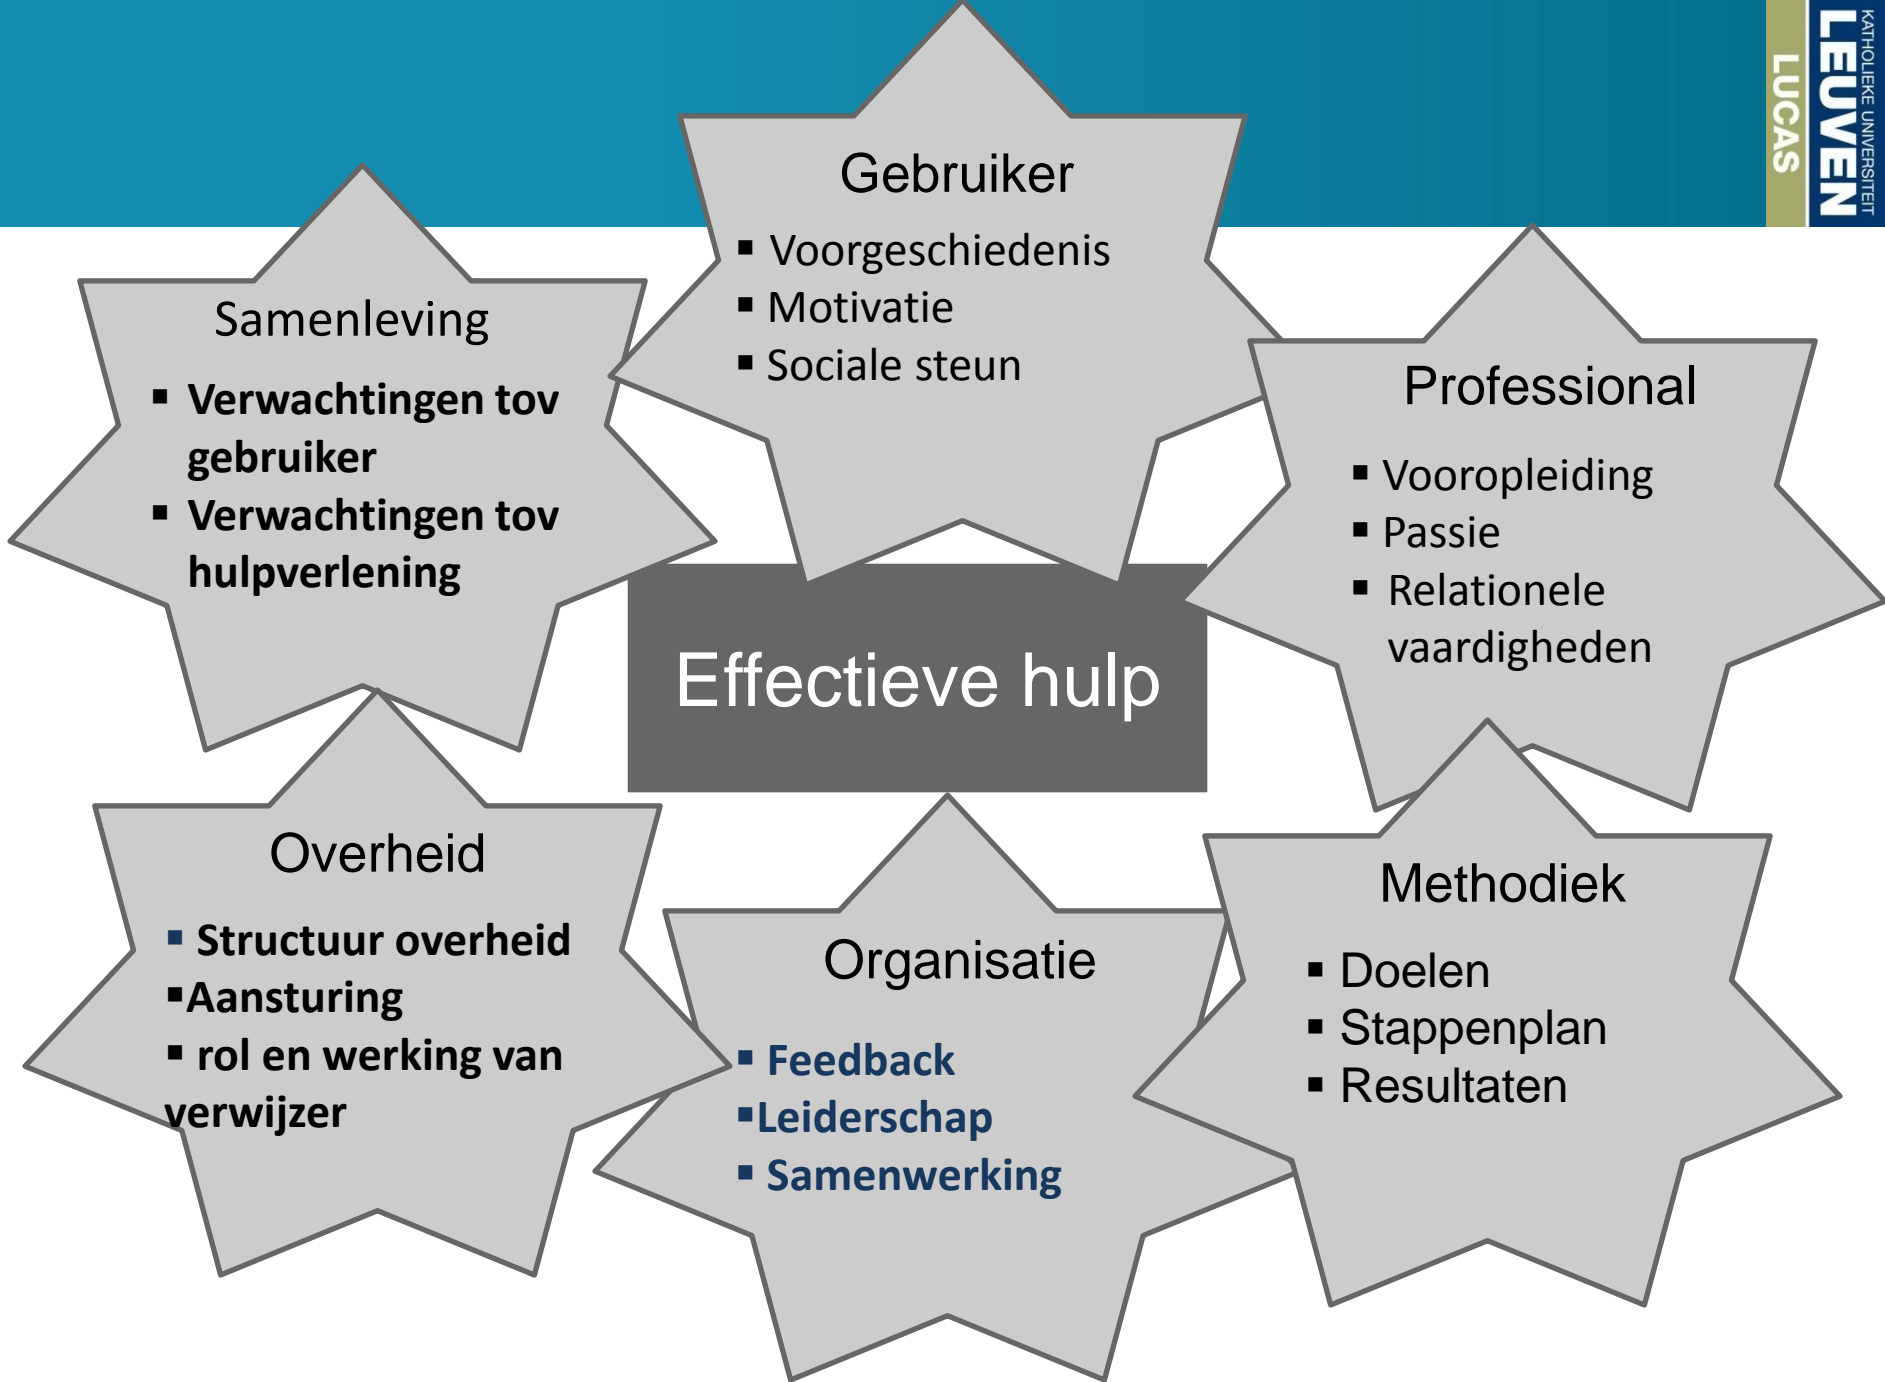 KATHOLIEKE UNIVERSITEIT
LEUVEN
LUCAS
Gebruiker
▪ Voorgeschiedenis
▪ Motivatie
▪ Sociale steun
Samenleving
▪ Verwachtingen tov
gebruiker
▪ Verwachtingen tov
hulpverlening
Professional
▪ Vooropleiding
▪ Passie
▪ Relationele
vaardigheden
Effectieve hulp
Overheid
▪ Structuur overheid
▪Aansturing
▪ rol en werking van
verwijzer
Organisatie
▪ Feedback
▪Leiderschap
▪ Samenwerking
Methodiek
▪ Doelen
▪ Stappenplan
▪ Resultaten